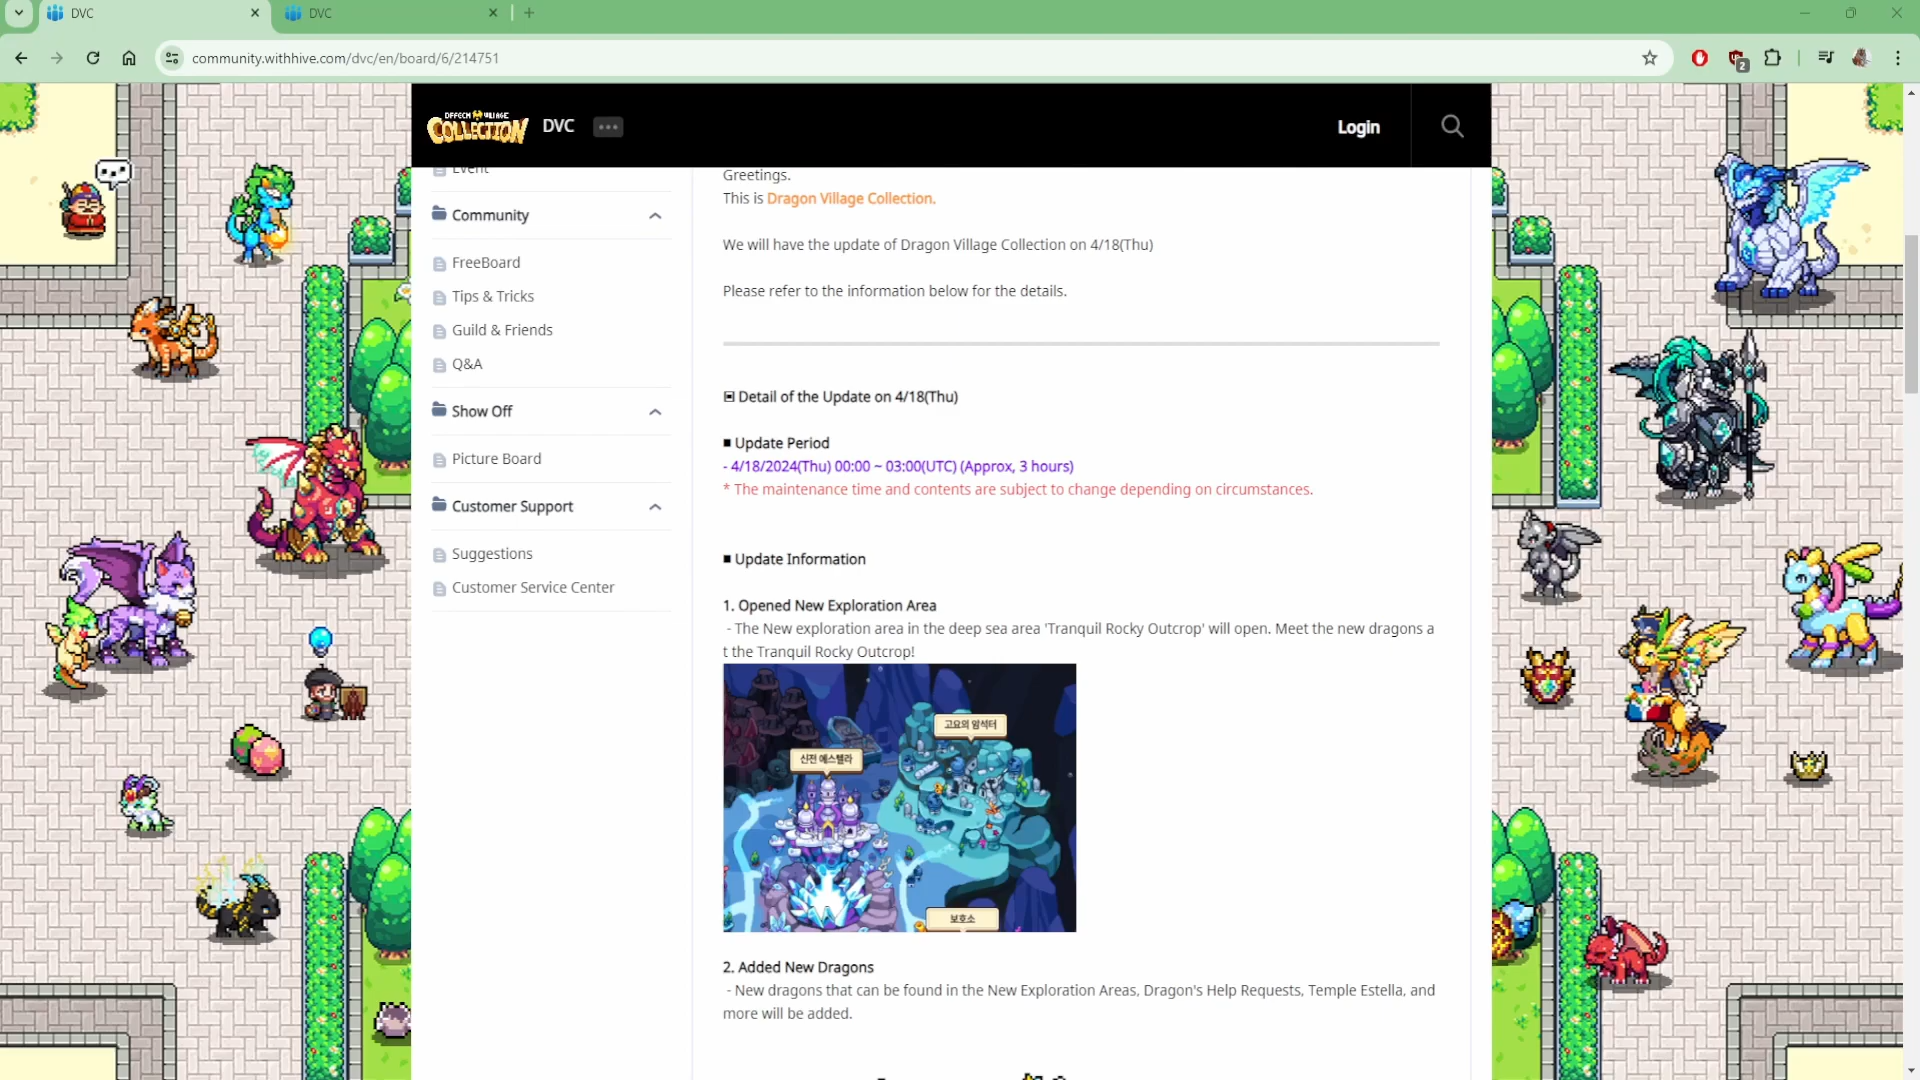 DVC
DVC
community.withhive.com/dvc/en/board/6/214751
2
COLLECTION
DVC
Login
Event
Community
FreeBoard
Tips & Tricks
Guild & Friends
Q&A
Show Off
Picture Board
Customer Support
Suggestions
Customer Service Center
Greetings.
This is Dragon Village Collection.
We will have the update of Dragon Village Collection on 4/18(Thu)
Please refer to the information below for the details.
▣ Detail of the Update on 4/18(Thu)
■ Update Period
- 4/18/2024(Thu) 00:00 ~ 03:00(UTC) (Approx, 3 hours)
* The maintenance time and contents are subject to change depending on circumstances.
■ Update Information
1. Opened New Exploration Area
- The New exploration area in the deep sea area 'Tranquil Rocky Outcrop' will open. Meet the new dragons a
t the Tranquil Rocky Outcrop!
고요의 암석터
신전 에스텔라
보호소
2. Added New Dragons
- New dragons that can be found in the New Exploration Areas, Dragon's Help Requests, Temple Estella, and
more will be added.